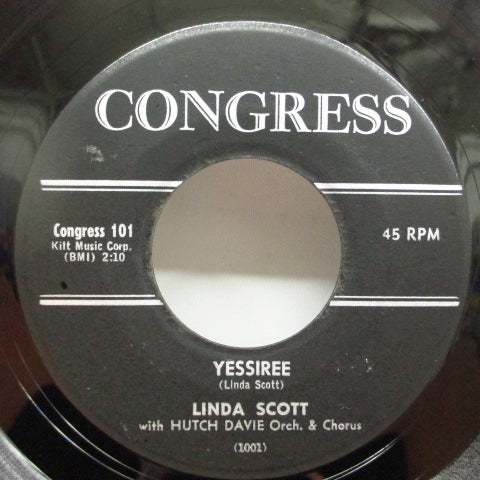 CONGRESS
Congress 101
Kilt Music Corp.
(BMI) 2:10
45 RPM
YESSIREE
(Linda Scott)
LINDA SCOTT
with HUTCH DAVIE Orch. & Chorus
(1001)